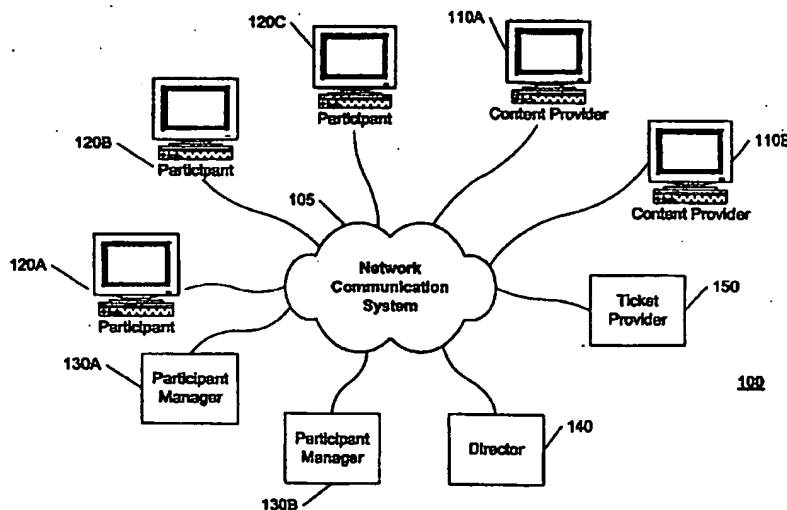 120C
110A
Participant
Content Provider
120B
Participant
110B
Content Provider
105
Network
Communication
System
120A
Participant
Ticket
Provider
150
130A
Participant
Manager
100
Participant
Manager
130B
Director
140